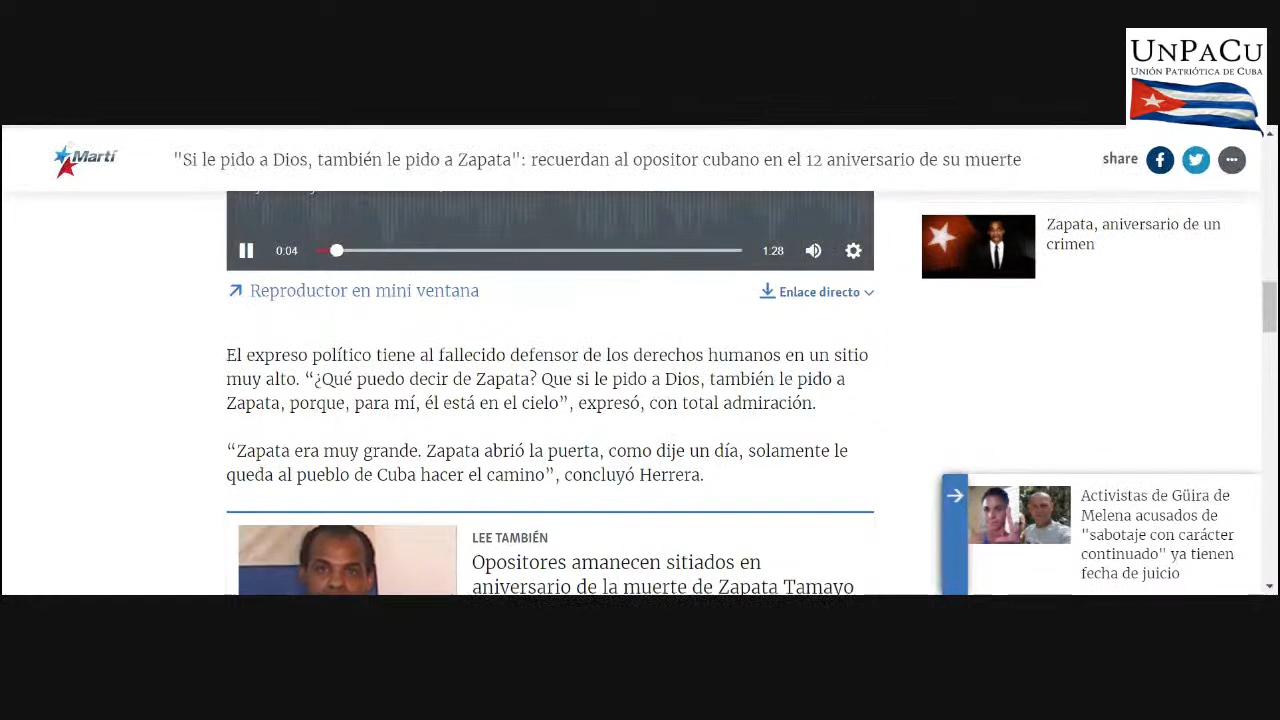 UNPACU
UNIÓN PATRIÓTICA DE CUBA
Martí
"Si le pido a Dios, también le pido a Zapata": recuerdan al opositor cubano en el 12 aniversario de su muerte
share
0:04
1:28
Reproductor en mini ventana
Enlace directo
El expreso político tiene al fallecido defensor de los derechos humanos en un sitio
muy alto. “¿Qué puedo decir de Zapata? Que si le pido a Dios, también le pido a
Zapata, porque, para mí, él está en el cielo”, expresó, con total admiración.
“Zapata era muy grande. Zapata abrió la puerta, como dije un día, solamente le
queda al pueblo de Cuba hacer el camino”, concluyó Herrera.
LEE TAMBIÉN
Opositores amanecen sitiados en
aniversario de la muerte de Zapata Tamayo
Zapata, aniversario de un
crimen
Activistas de Güira de
Melena acusados de
"sabotaje con carácter
continuado" ya tienen
fecha de juicio